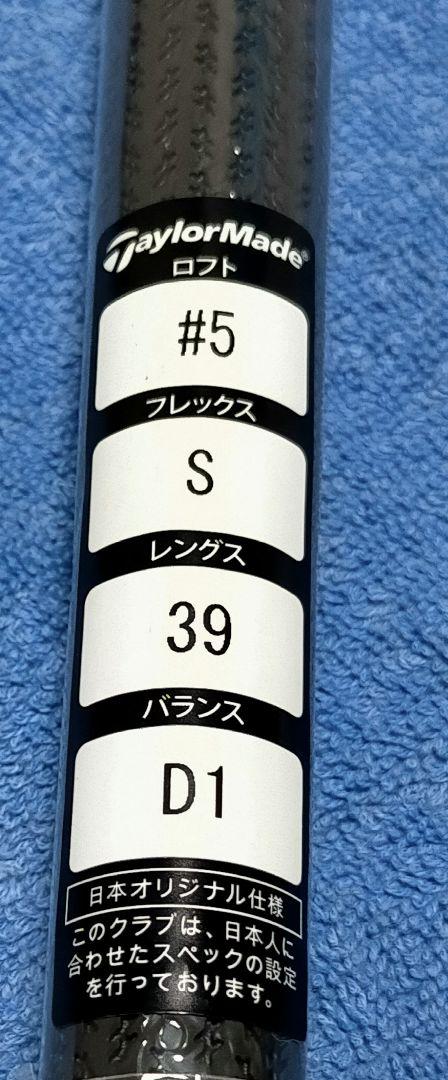 TaylorMade®
ロフト
#5
フレックス
S
レングス
39
バランス
D1
日本オリジナル仕様
このクラブは、日本人に
合わせたスペックの設定
を行っております。